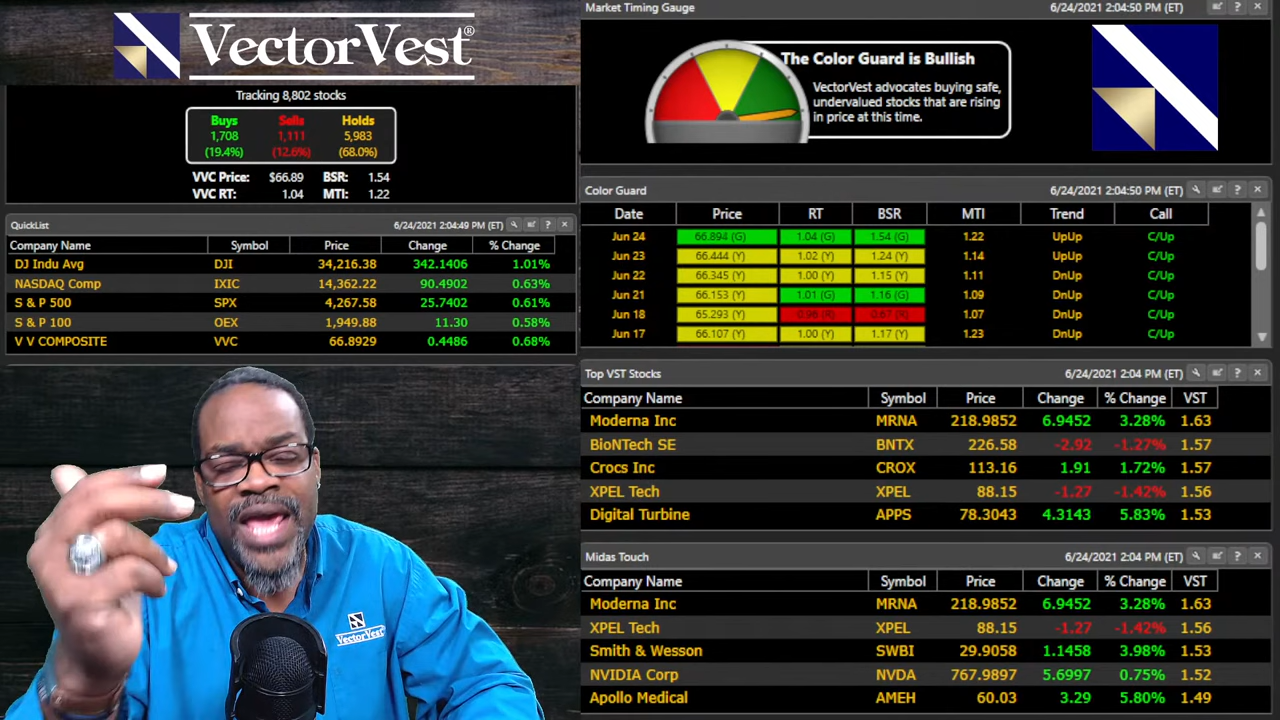 VectorVest®
Tracking 8,802 stocks
Buys Sells Holds
1,708 1,111 5,983
(19.4%) (12.6%) (68.0%)
VVC Price: $66.89 BSR: 1.54
VVC RT: 1.04 MTI: 1.22
QuickList 6/24/2021 2:04:49 PM (ET)
Company Name Symbol Price Change % Change
DJ Indu Avg DJI 34,216.38 342.1406 1.01%
NASDAQ Comp IXIC 14,362.22 90.4902 0.63%
S & P 500 SPX 4,267.58 25.7402 0.61%
S & P 100 OEX 1,949.88 11.30 0.58%
V V COMPOSITE VVC 66.8929 0.4486 0.68%
VectorVest
Market Timing Gauge 6/24/2021 2:04:50 PM (ET)
The Color Guard is Bullish
VectorVest advocates buying safe,
undervalued stocks that are rising
in price at this time.
Color Guard 6/24/2021 2:04:50 PM (ET)
Date Price RT BSR MTI Trend Call
Jun 24 66.894 (G) 1.04 (G) 1.54 (G) 1.22 UpUp C/Up
Jun 23 66.444 (Y) 1.02 (Y) 1.24 (Y) 1.14 UpUp C/Up
Jun 22 66.345 (Y) 1.00 (Y) 1.15 (Y) 1.11 DnUp C/Up
Jun 21 66.153 (Y) 1.01 (G) 1.16 (G) 1.09 DnUp C/Up
Jun 18 65.293 (Y) 0.96 (R) 0.67 (R) 1.07 DnUp C/Up
Jun 17 66.107 (Y) 1.00 (Y) 1.17 (Y) 1.23 DnUp C/Up
Top VST Stocks 6/24/2021 2:04 PM (ET)
Company Name Symbol Price Change % Change VST
Moderna Inc MRNA 218.9852 6.9452 3.28% 1.63
BioNTech SE BNTX 226.58 -2.92 -1.27% 1.57
Crocs Inc CROX 113.16 1.91 1.72% 1.57
XPEL Tech XPEL 88.15 -1.27 -1.42% 1.56
Digital Turbine APPS 78.3043 4.3143 5.83% 1.53
Midas Touch 6/24/2021 2:04 PM (ET)
Company Name Symbol Price Change % Change VST
Moderna Inc MRNA 218.9852 6.9452 3.28% 1.63
XPEL Tech XPEL 88.15 -1.27 -1.42% 1.56
Smith & Wesson SWBI 29.9058 1.1458 3.98% 1.53
NVIDIA Corp NVDA 767.9897 5.6997 0.75% 1.52
Apollo Medical AMEH 60.03 3.29 5.80% 1.49